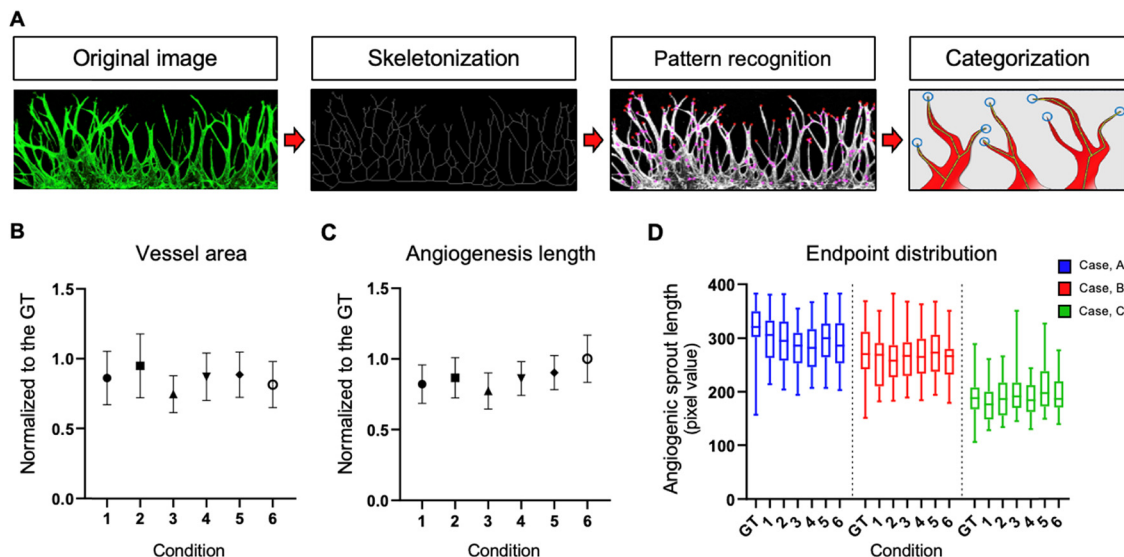 A
Original image
Skeletonization
Pattern recognition
Categorization
B
Vessel area
Normalized to the GT
1.5
1.0
0.5
0.0
1 2 3 4 5 6
Condition
C
Angiogenesis length
Normalized to the GT
1.5
1.0
0.5
0.0
1 2 3 4 5 6
Condition
D
Endpoint distribution
Case, A
Case, B
Case, C
Angiogenic sprout length
(pixel value)
400
300
200
100
0
GT 1 2 3 4 5 6 GT 1 2 3 4 5 6 GT 1 2 3 4 5 6
Condition